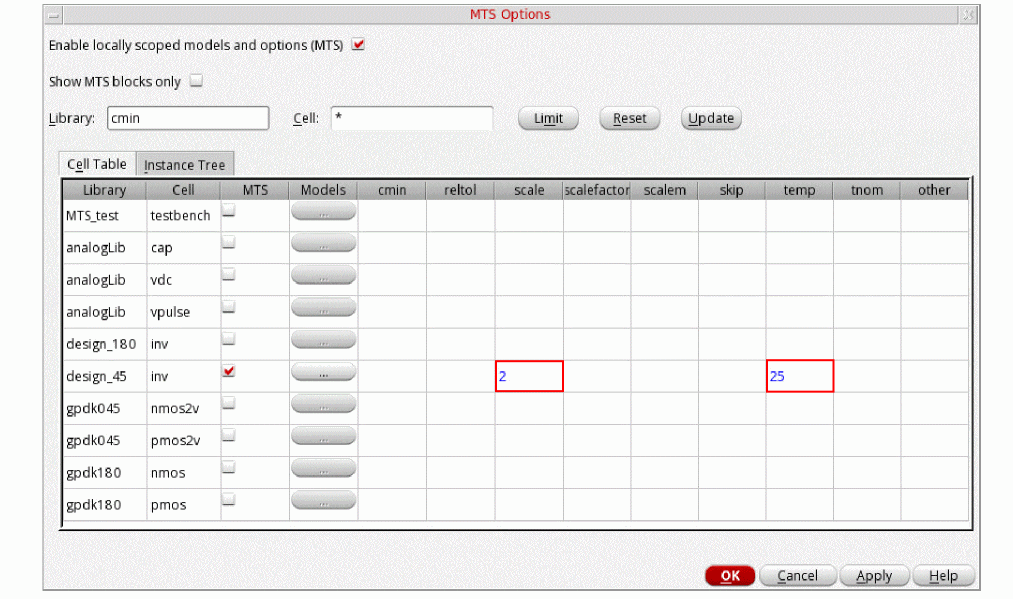 MTS Options
Enable locally scoped models and options (MTS)
Show MTS blocks only
Library: cmin Cell: * Limit Reset Update
Cell Table Instance Tree
Library Cell MTS Models cmin reltol scale scalefactor scalem skip temp tnom other
MTS_test testbench ...
analogLib cap ...
analogLib vdc ...
analogLib vpulse ...
design_180 inv ...
design_45 inv ... 2 25
gpdk045 nmos2v ...
gpdk045 pmos2v ...
gpdk180 nmos ...
gpdk180 pmos ...
OK Cancel Apply Help